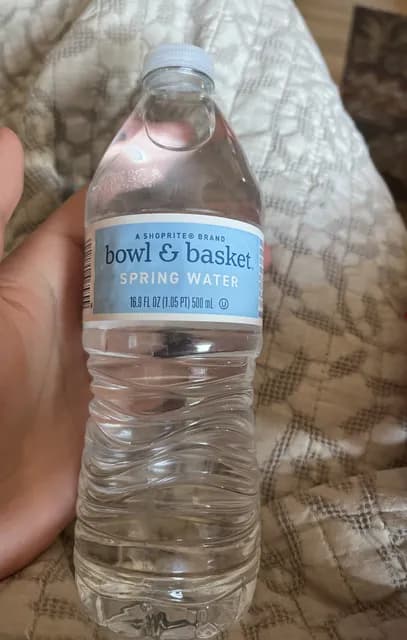 A SHOPRITE® BRAND
bowl & basket.
SPRING WATER
16.9 FL OZ (1.05 PT) 500 mL Ⓤ